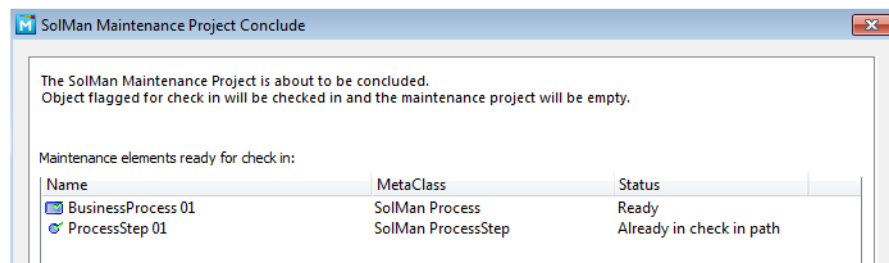 SolMan Maintenance Project Conclude
The SolMan Maintenance Project is about to be concluded.
Object flagged for check in will be checked in and the maintenance project will be empty.
Maintenance elements ready for check in:
Name MetaClass Status
BusinessProcess 01 SolMan Process Ready
ProcessStep 01 SolMan ProcessStep Already in check in path